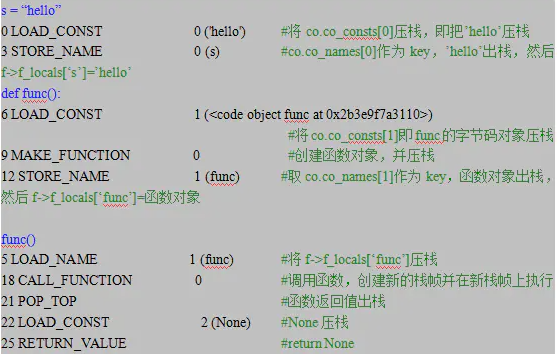 s = “hello”
0 LOAD_CONST 0 ('hello') #将 co.co_consts[0]压栈，即把’hello’压栈
3 STORE_NAME 0 (s) #co.co_names[0]作为 key，’hello’出栈，然后
f->f_locals[‘s’]=’hello’
def func():
6 LOAD_CONST 1 (<code object func at 0x2b3e9f7a3110>)
#将 co.co_consts[1]即 func 的字节码对象压栈
9 MAKE_FUNCTION 0 #创建函数对象，并压栈
12 STORE_NAME 1 (func) #取 co.co_names[1]作为 key，函数对象出栈，
然后 f->f_locals[‘func’]=函数对象
func()
5 LOAD_NAME 1 (func) #将 f->f_locals[‘func’]压栈
18 CALL_FUNCTION 0 #调用函数，创建新的栈帧并在新栈帧上执行
21 POP_TOP #函数返回值出栈
22 LOAD_CONST 2 (None) #None 压栈
25 RETURN_VALUE #return None